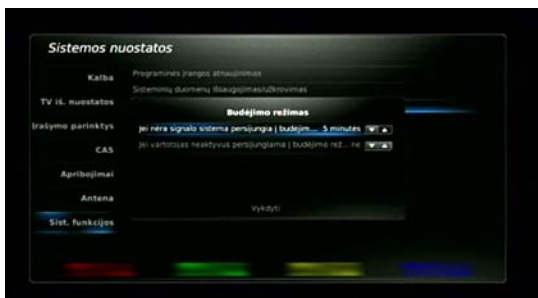 Sistemos nuostatos
Kalba
TV iš. nuostatos
Įrašymo parinktys
CAS
Apribojimai
Antena
Sist. funkcijos
Programinės įrangos atnaujinimas
Sisteminių duomenų išsaugojimas/užkrovimas
Budėjimo režimas
Jei nėra signalo sistema persijungia į budėjim... 5 minutės
Jei vartotojas neaktyvus persijungiama į budėjimo rež... ne
Vykdyti